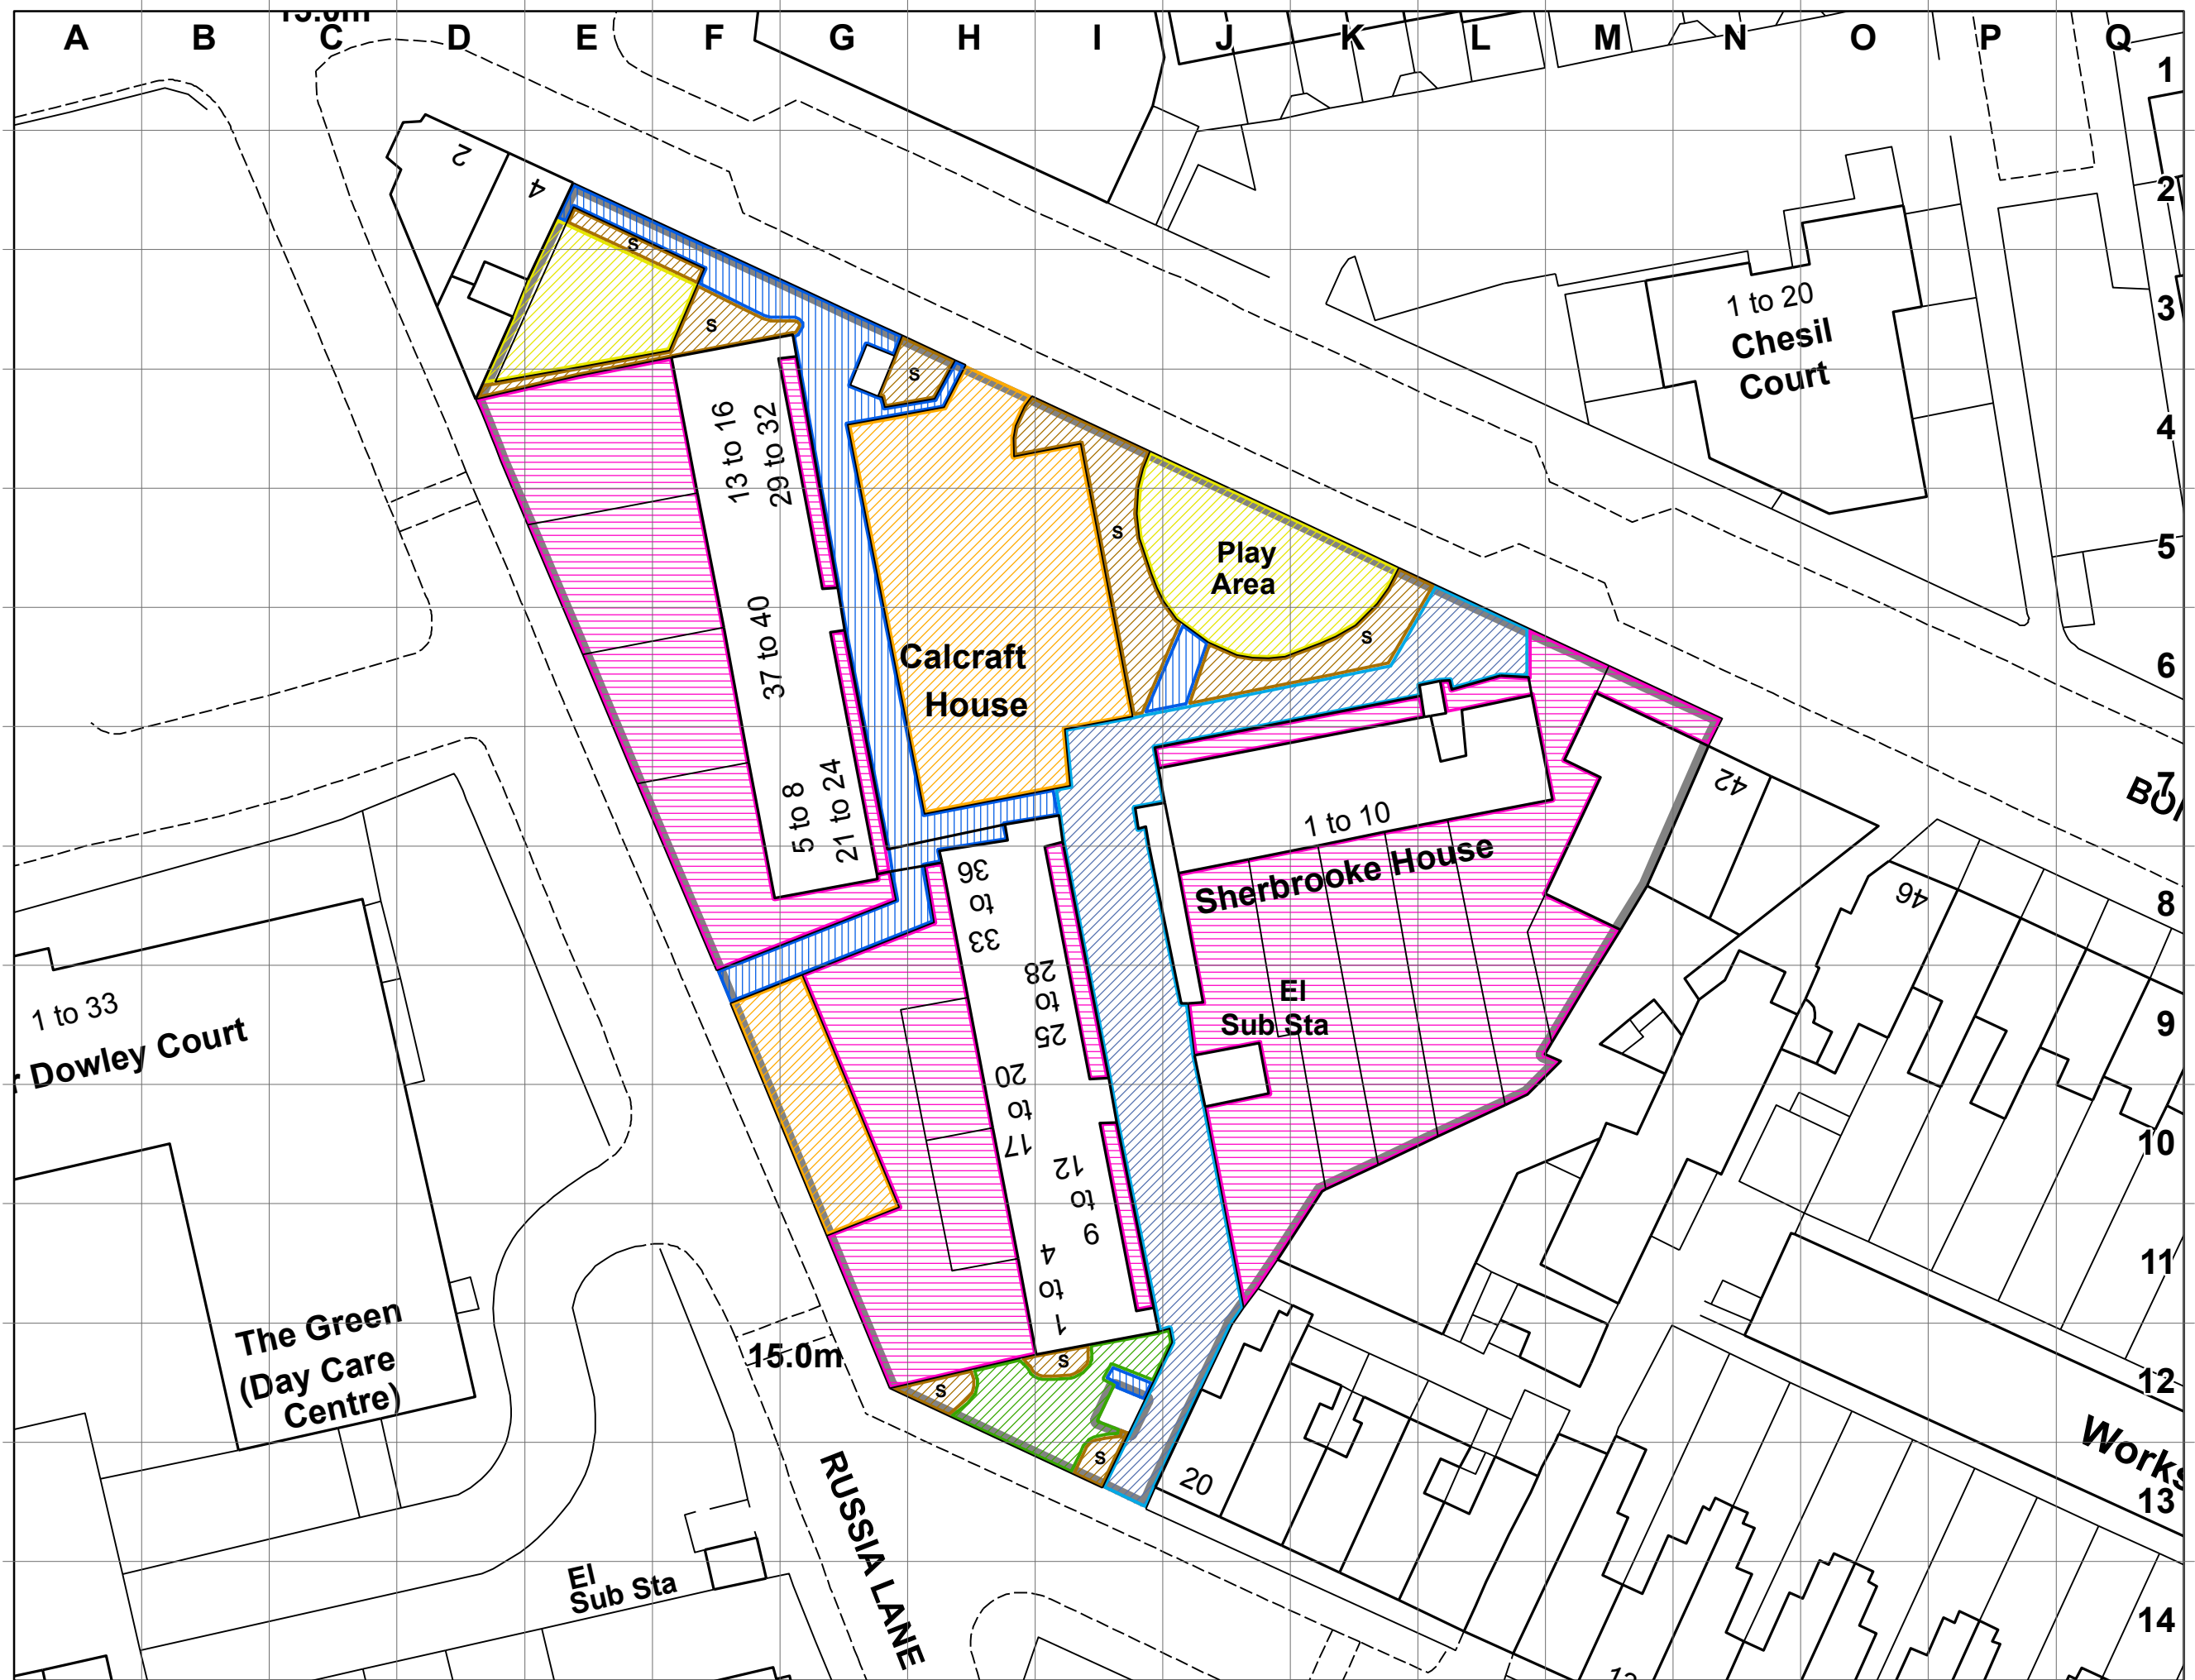 15.0m
A B C D E F G H I J K L M N O P Q
1
2
3
4
5
6
7
8
9
10
11
12
13
14
2
4
s
s
s
s
s
s
s
s
1 to 20
Chesil
Court
Play
Area
13 to 16
29 to 32
37 to 40
5 to 8
21 to 24
Calcraft
House
42
46
1 to 10
Sherbrooke House
36
to
33
28
to
25
20
to
17
12
to
9
4
to
1
El
Sub Sta
1 to 33
r Dowley Court
The Green
(Day Care
Centre)
15.0m
RUSSIA LANE
20
Works
El
Sub Sta